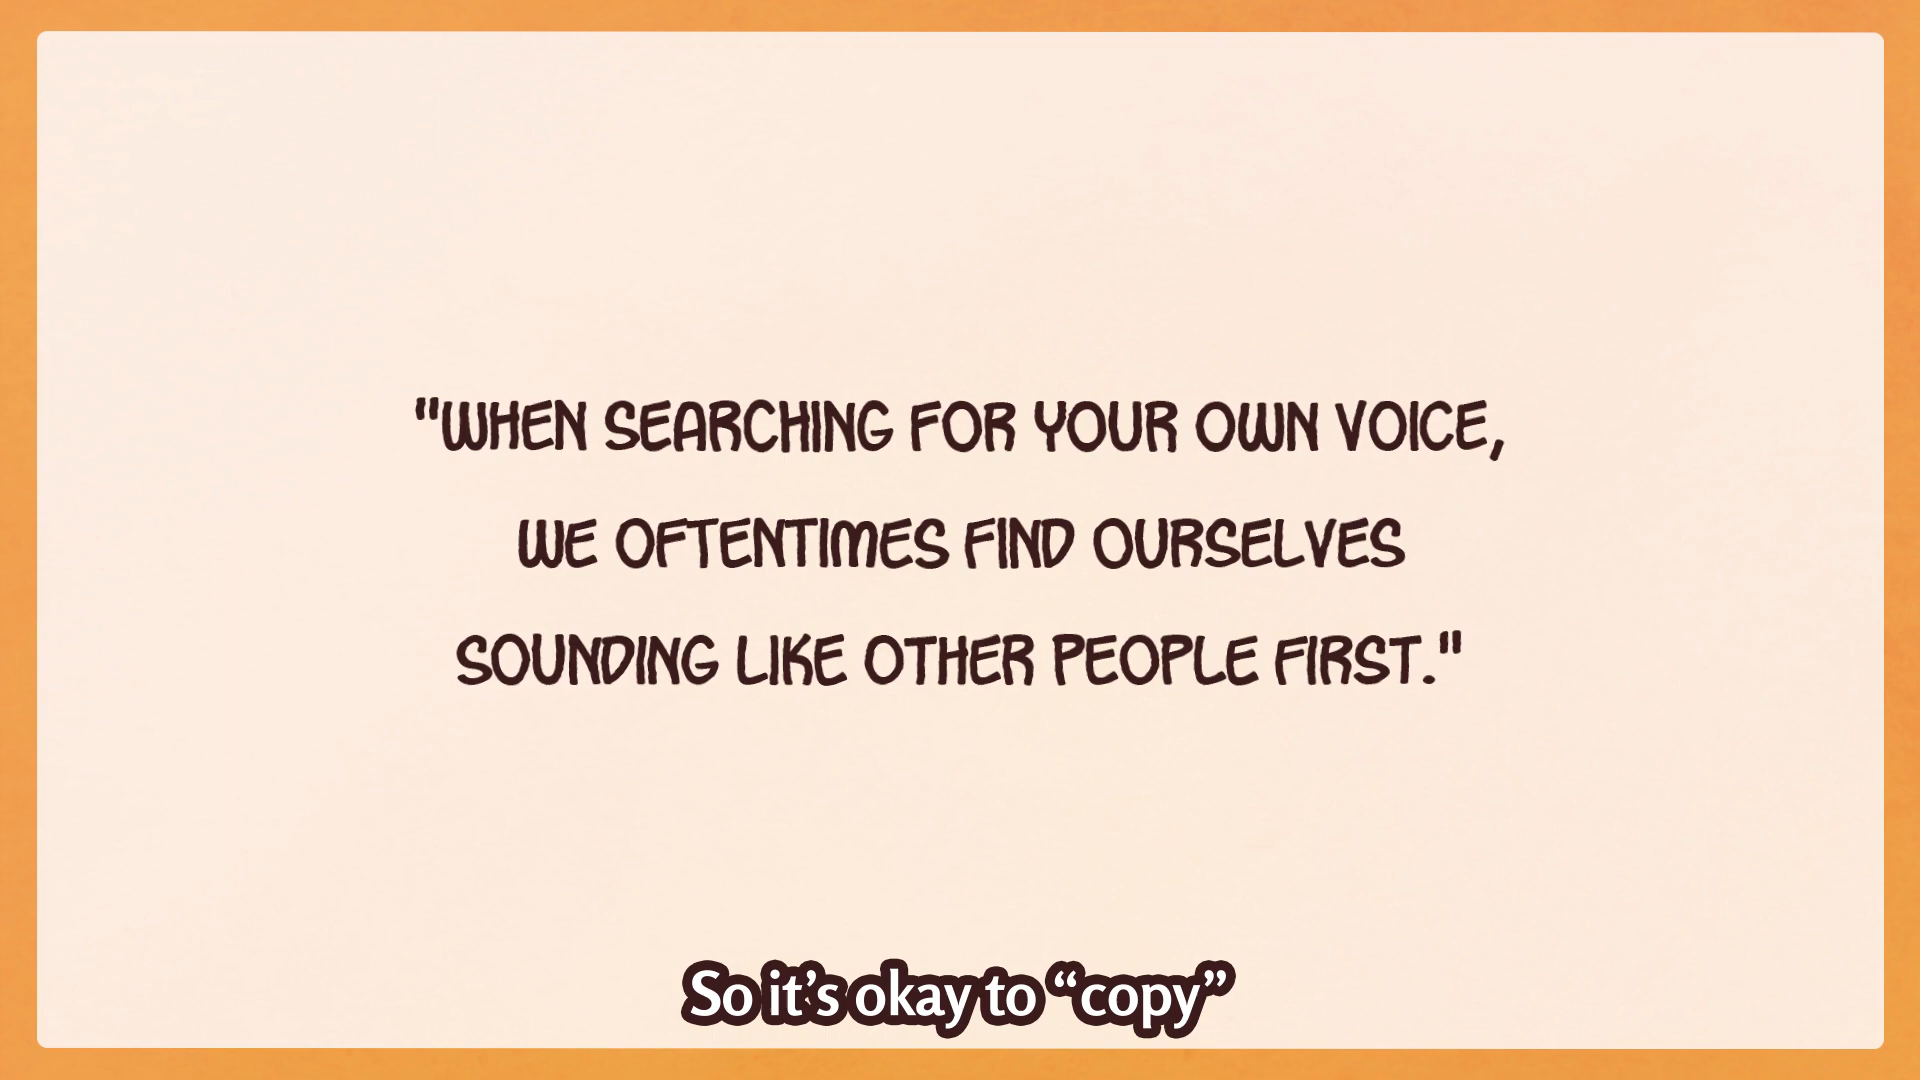 "WHEN SEARCHING FOR YOUR OWN VOICE,
WE OFTENTIMES FIND OURSELVES
SOUNDING LIKE OTHER PEOPLE FIRST."
So it’s okay to “copy”